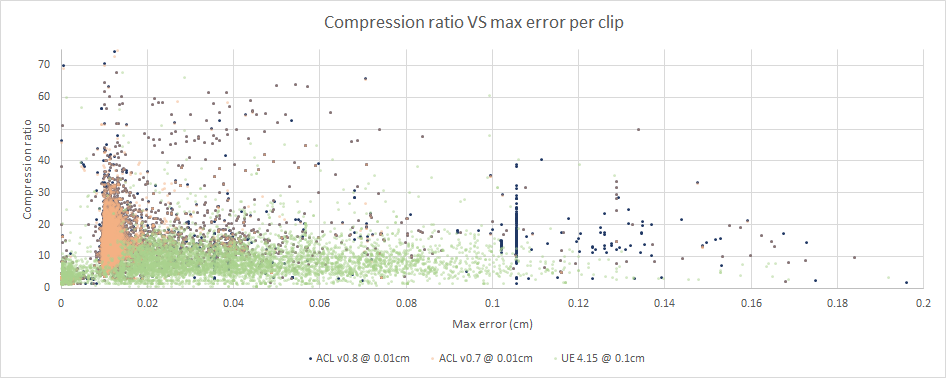 Compression ratio VS max error per clip
70
60
50
40
30
20
10
0
Compression ratio
0 0.02 0.04 0.06 0.08 0.1 0.12 0.14 0.16 0.18 0.2
Max error (cm)
ACL v0.8 @ 0.01cm ACL v0.7 @ 0.01cm UE 4.15 @ 0.1cm